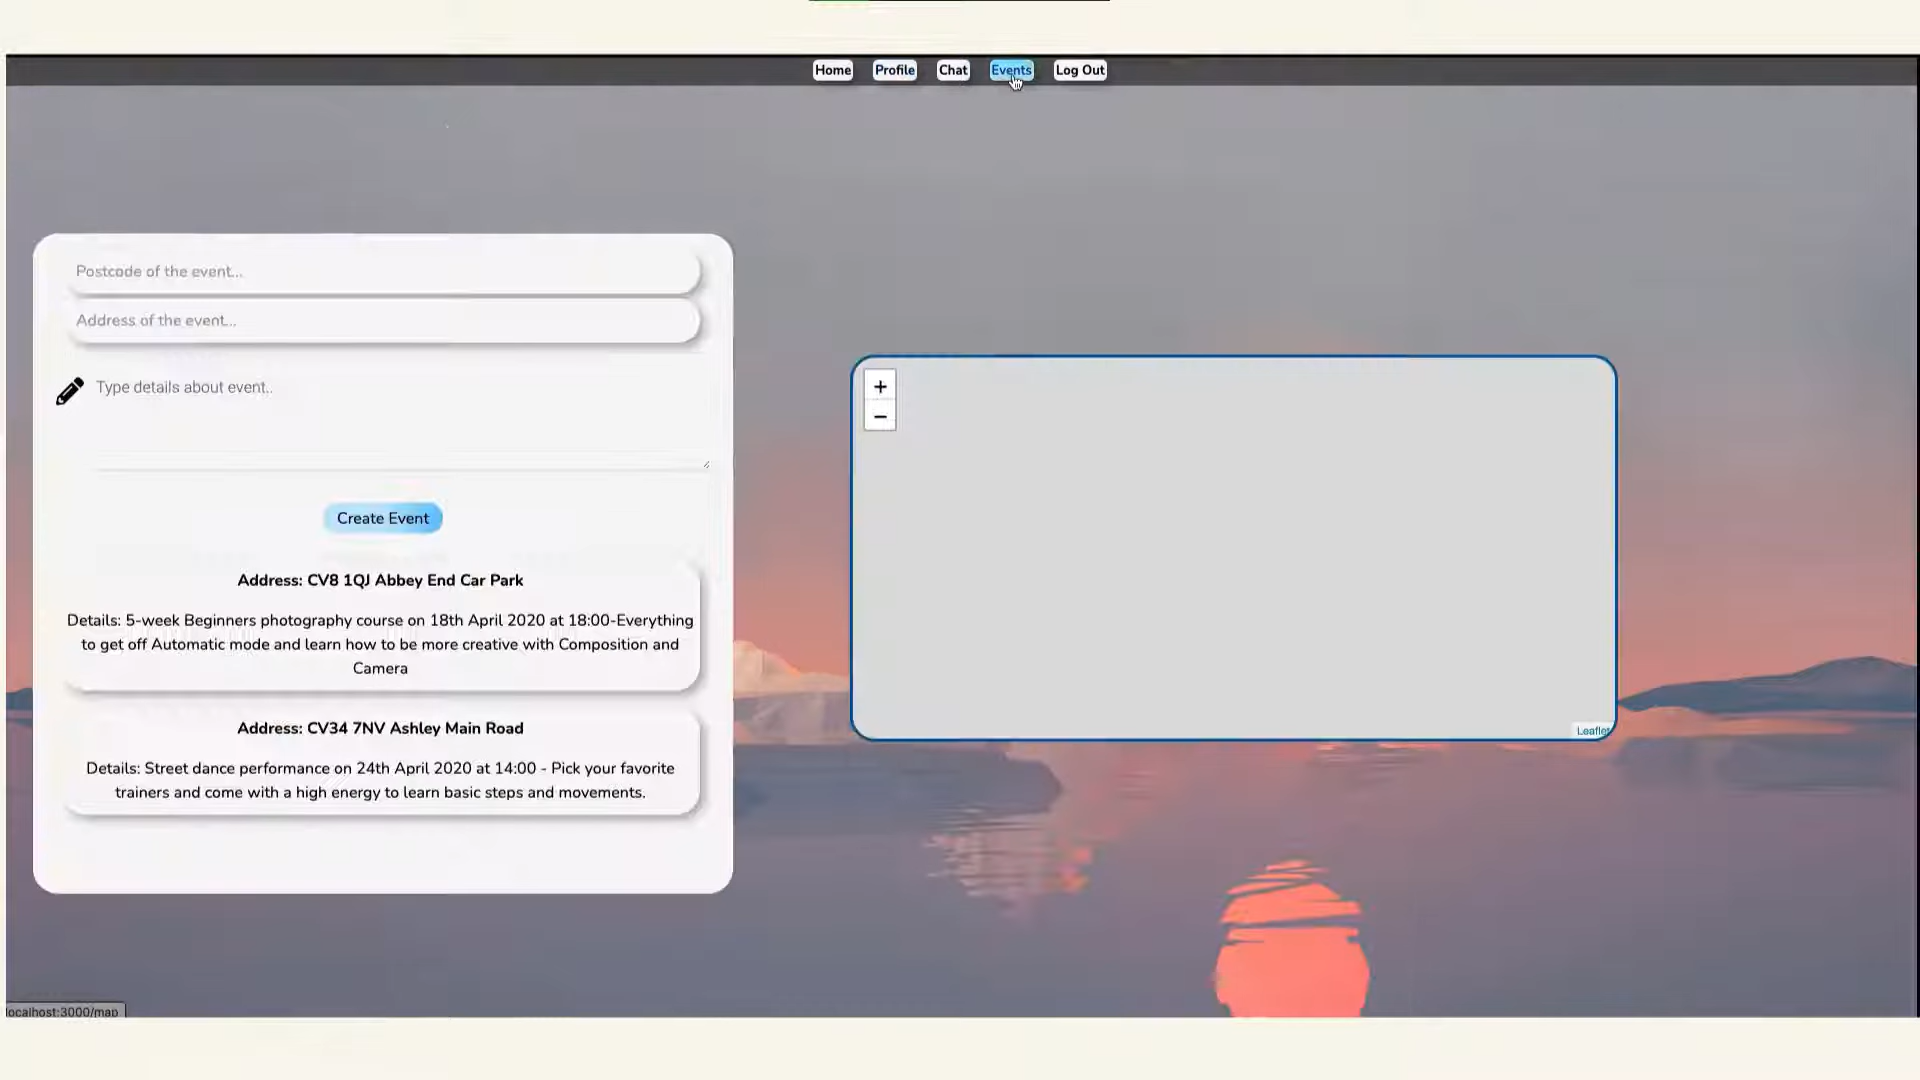 Home Profile Chat Events Log Out
Postcode of the event...
Address of the event...
Type details about event..
Create Event
Address: CV8 1QJ Abbey End Car Park
Details: 5-week Beginners photography course on 18th April 2020 at 18:00-Everything
to get off Automatic mode and learn how to be more creative with Composition and
Camera
Address: CV34 7NV Ashley Main Road
Details: Street dance performance on 24th April 2020 at 14:00 - Pick your favorite
trainers and come with a high energy to learn basic steps and movements.
+
−
Leaflet
localhost:3000/map